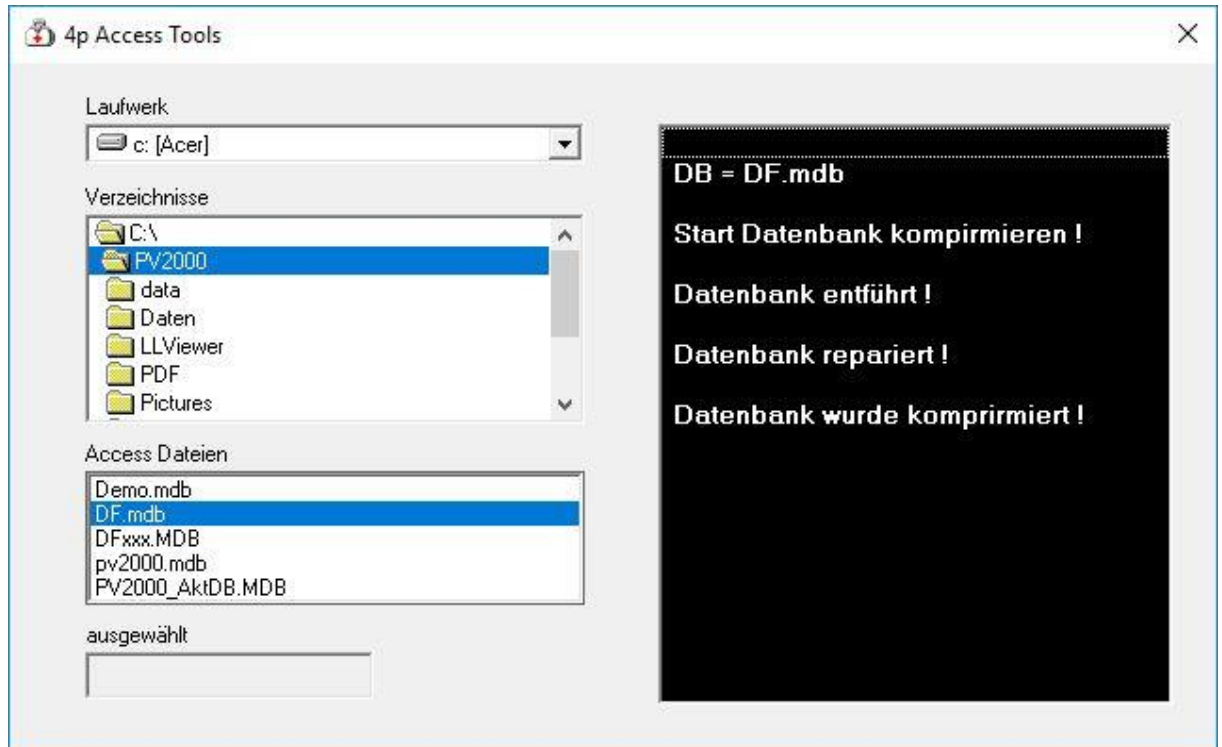 4p Access Tools
Laufwerk
c: [Acer]
Verzeichnisse
C:\
PV2000
data
Daten
LLViewer
PDF
Pictures
Access Dateien
Demo.mdb
DF.mdb
DFxxx.MDB
pv2000.mdb
PV2000_AktDB.MDB
ausgewählt
DB = DF.mdb
Start Datenbank kompirmieren !
Datenbank entführt !
Datenbank repariert !
Datenbank wurde komprirmiert !